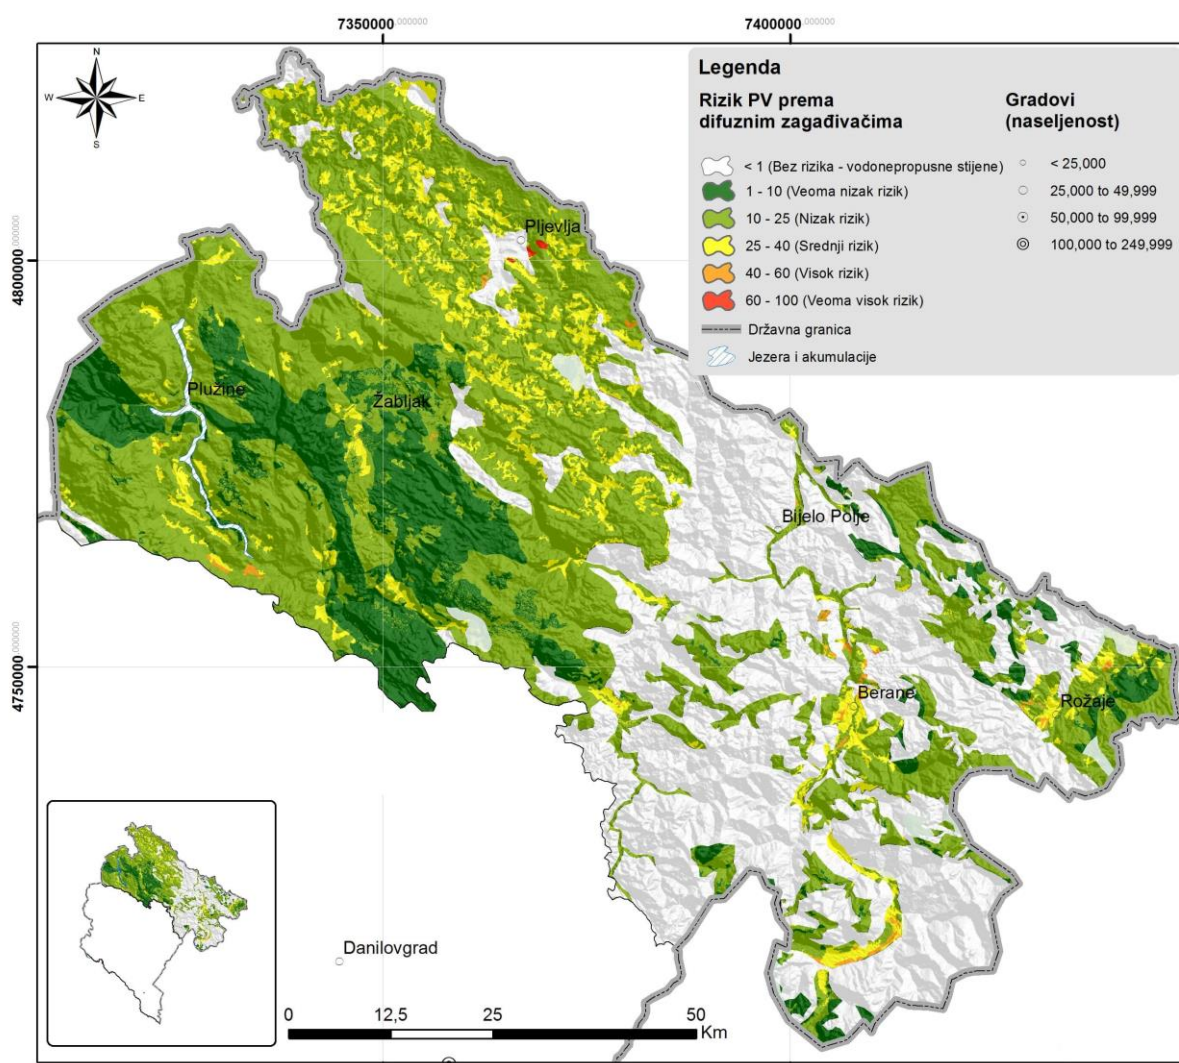 7350000,000000
7400000,000000
N
W
E
S
Legenda
Rizik PV prema
difuznim zagađivačima
Gradovi
(naseljenost)
< 1 (Bez rizika - vodonepropusne stijene)
1 - 10 (Veoma nizak rizik)
10 - 25 (Nizak rizik)
25 - 40 (Srednji rizik)
40 - 60 (Visok rizik)
60 - 100 (Veoma visok rizik)
Državna granica
Jezera i akumulacije
< 25,000
25,000 to 49,999
50,000 to 99,999
100,000 to 249,999
4800000,000000
Pljevlja
Plužine
Žabljak
Bijelo Polje
4750000,000000
Berane
Rožaje
Danilovgrad
0
12,5
25
50
Km